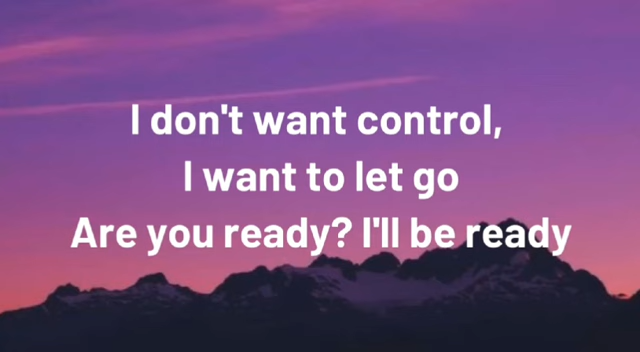 I don't want control,
I want to let go
Are you ready? I'll be ready